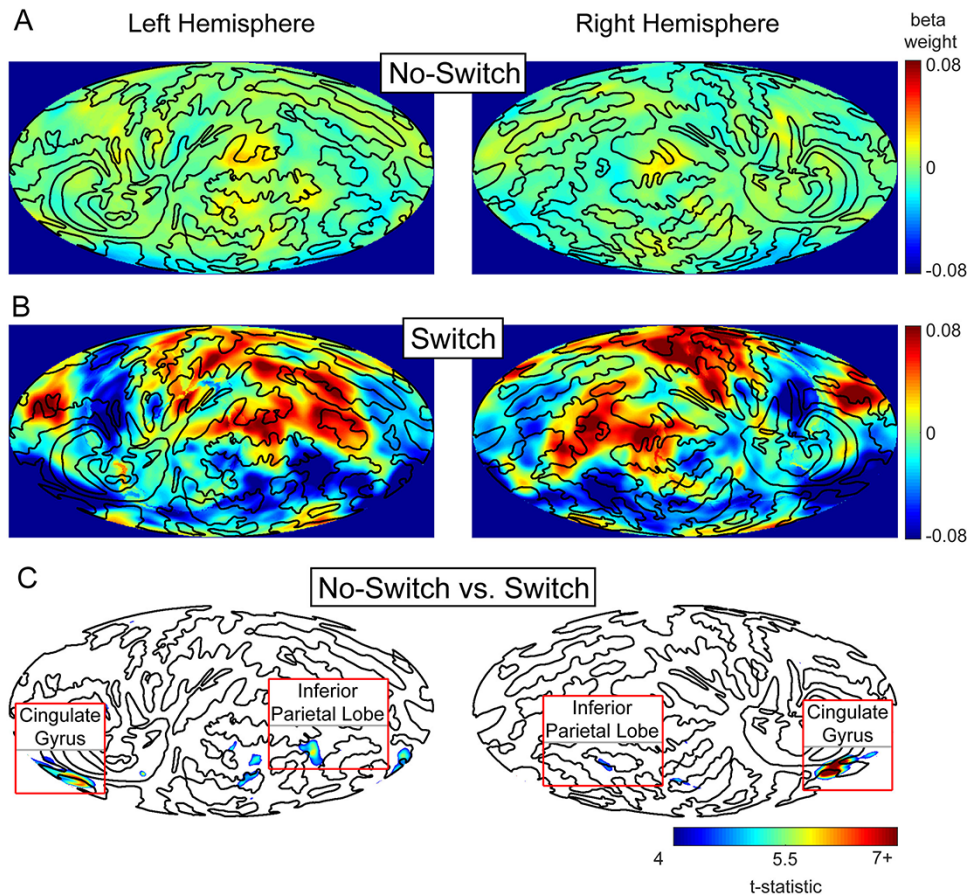 A
Left Hemisphere
Right Hemisphere
beta
weight
No-Switch
0.08
0
-0.08
B
Switch
0.08
0
-0.08
C
No-Switch vs. Switch
Cingulate
Gyrus
Inferior
Parietal Lobe
Inferior
Parietal Lobe
Cingulate
Gyrus
4
5.5
7+
t-statistic